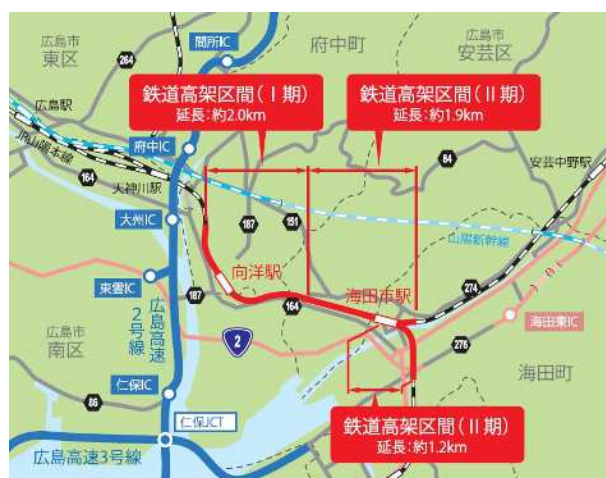 広島市
東区
264
間所IC
府中町
広島市
安芸区
鉄道高架区間(Ⅰ期)
延長:約2.0km
鉄道高架区間(Ⅱ期)
延長:約1.9km
広島駅
JR山陽本線
164
府中IC
天神川駅
大州IC
84
安芸中野駅
187
151
山陽新幹線
向洋駅
海田市駅
274
東雲IC
187
164
広島高速
2号線
2
広島市
南区
海田東IC
276
仁保IC
86
海田町
仁保JCT
広島高速3号線
鉄道高架区間(Ⅱ期)
延長:約1.2km